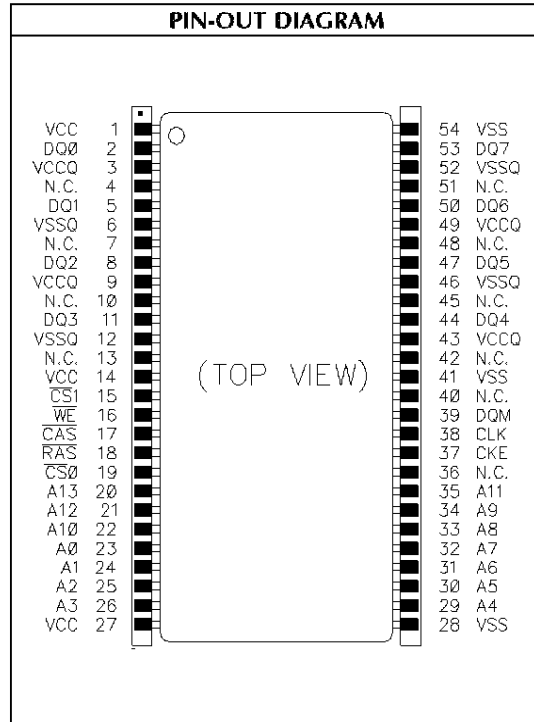 PIN-OUT DIAGRAM
VCC 1
DQ0 2
VCCQ 3
N.C. 4
DQ1 5
VSSQ 6
N.C. 7
DQ2 8
VCCQ 9
N.C. 10
DQ3 11
VSSQ 12
N.C. 13
VCC 14
C̅S̅1 15
W̅E̅ 16
C̅A̅S̅ 17
R̅A̅S̅ 18
C̅S̅0 19
A13 20
A12 21
A10 22
A0 23
A1 24
A2 25
A3 26
VCC 27
(TOP VIEW)
54 VSS
53 DQ7
52 VSSQ
51 N.C.
50 DQ6
49 VCCQ
48 N.C.
47 DQ5
46 VSSQ
45 N.C.
44 DQ4
43 VCCQ
42 N.C.
41 VSS
40 N.C.
39 DQM
38 CLK
37 CKE
36 N.C.
35 A11
34 A9
33 A8
32 A7
31 A6
30 A5
29 A4
28 VSS